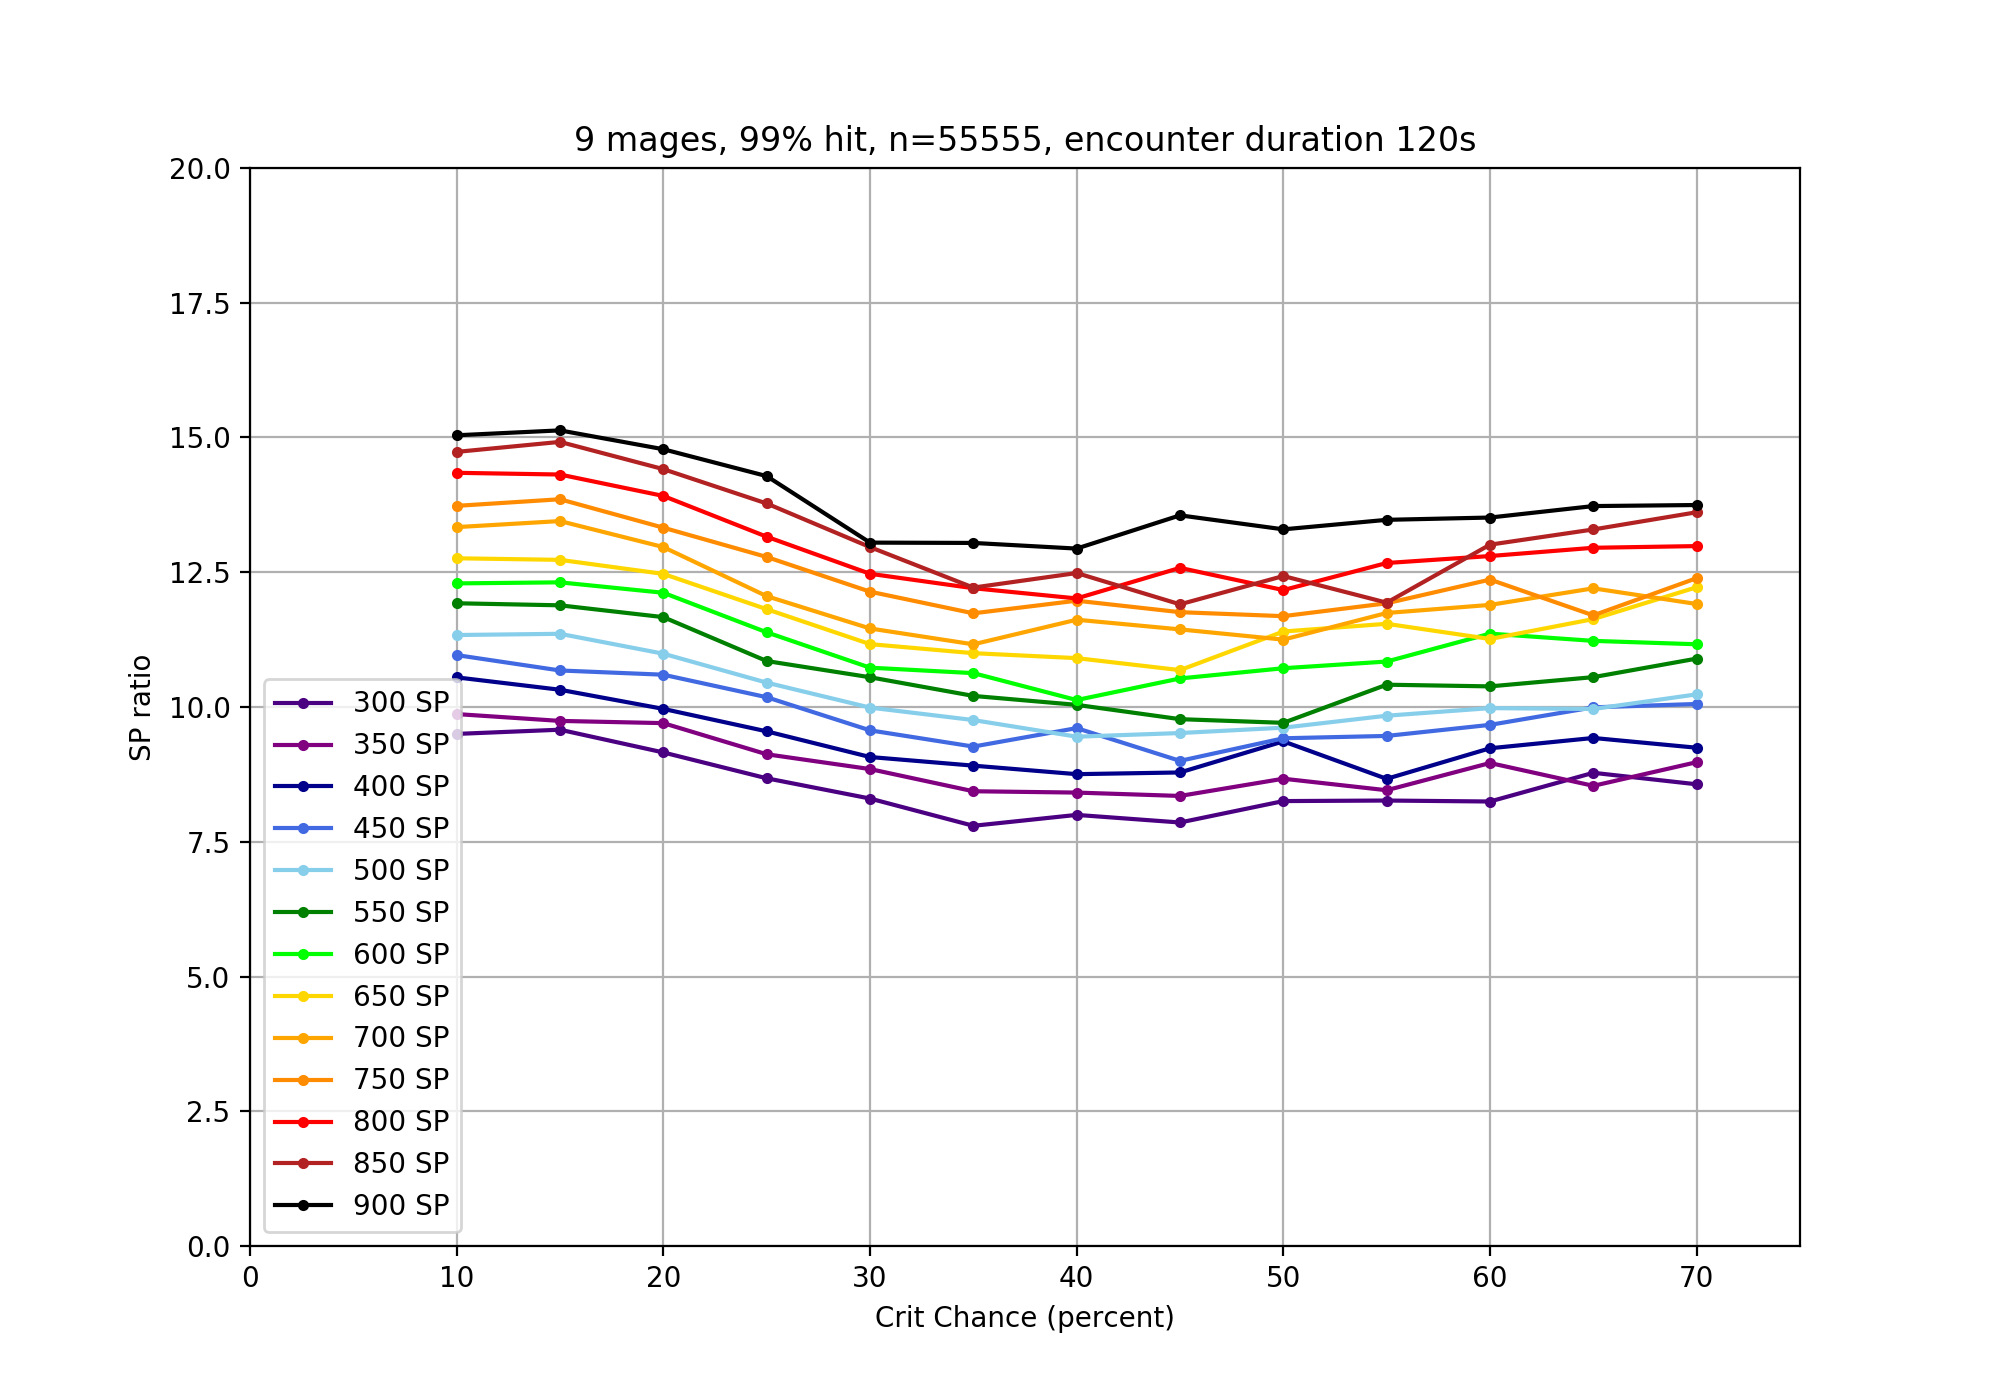 9 mages, 99% hit, n=55555, encounter duration 120s
20.0
17.5
15.0
12.5
10.0
7.5
5.0
2.5
0.0
SP ratio
300 SP
350 SP
400 SP
450 SP
500 SP
550 SP
600 SP
650 SP
700 SP
750 SP
800 SP
850 SP
900 SP
0 10 20 30 40 50 60 70
Crit Chance (percent)